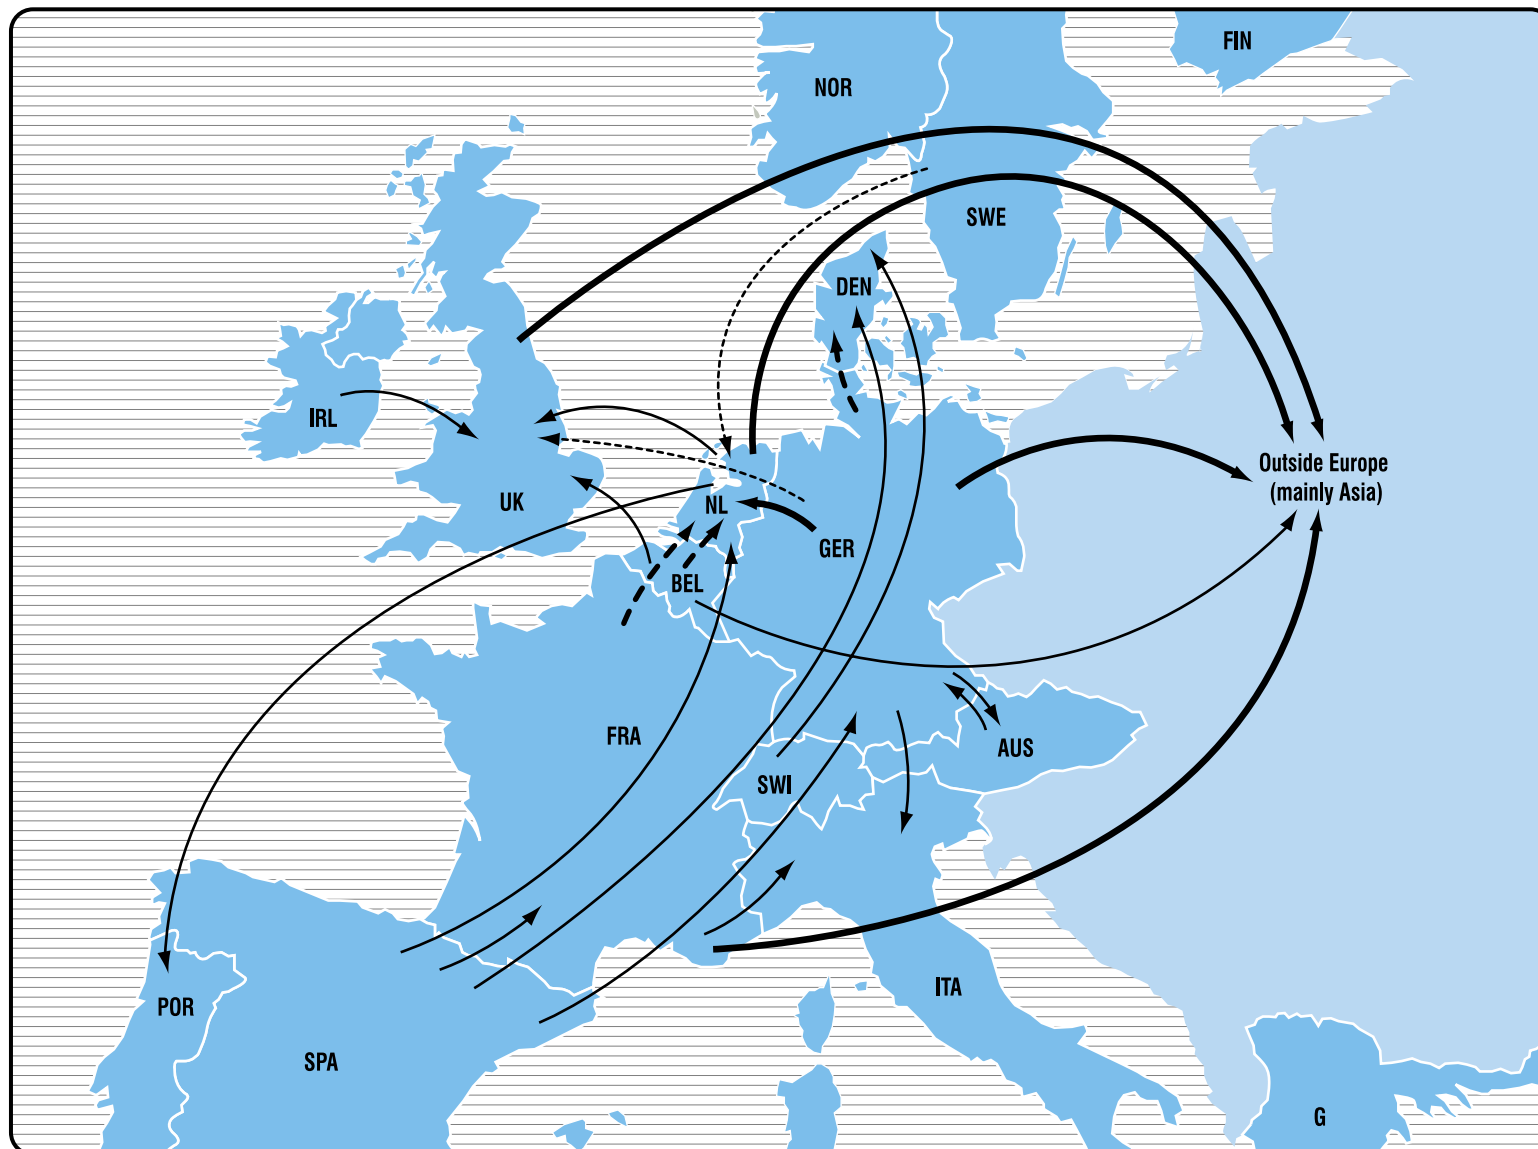 FIN
NOR
SWE
DEN
IRL
Outside Europe
(mainly Asia)
UK
NL
GER
BEL
FRA
AUS
SWI
ITA
POR
SPA
G